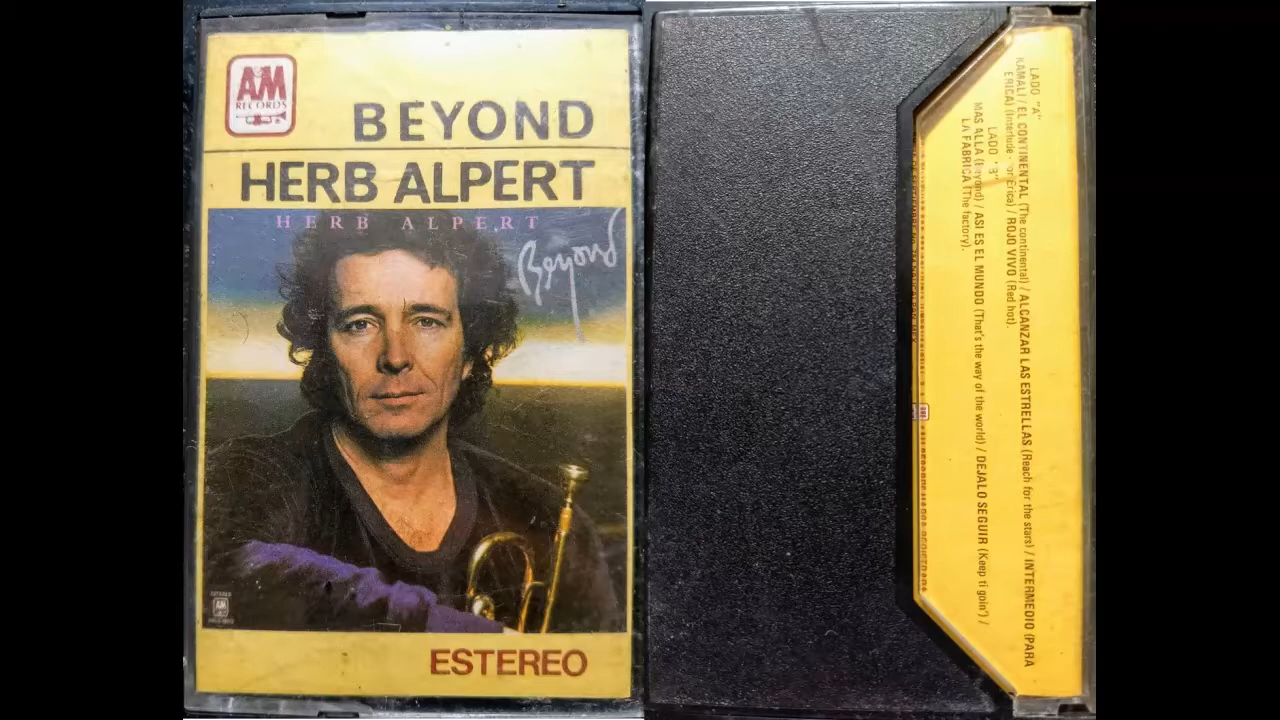 A&M
RECORDS
BEYOND
HERB ALPERT
HERB ALPERT
Beyond
ESTEREO
LADO "A"
KAMALI / EL CONTINENTAL (The continental) / ALCANZAR LAS ESTRELLAS (Reach for the stars) / INTERMEDIO (PARA
ERICA) (Interlude for Erica) / ROJO VIVO (Red hot).
LADO "B"
MAS ALLA (Beyond) / ASI ES EL MUNDO (That's the way of the world) / DEJALO SEGUIR (Keep ti goin') /
LA FABRICA (The factory).